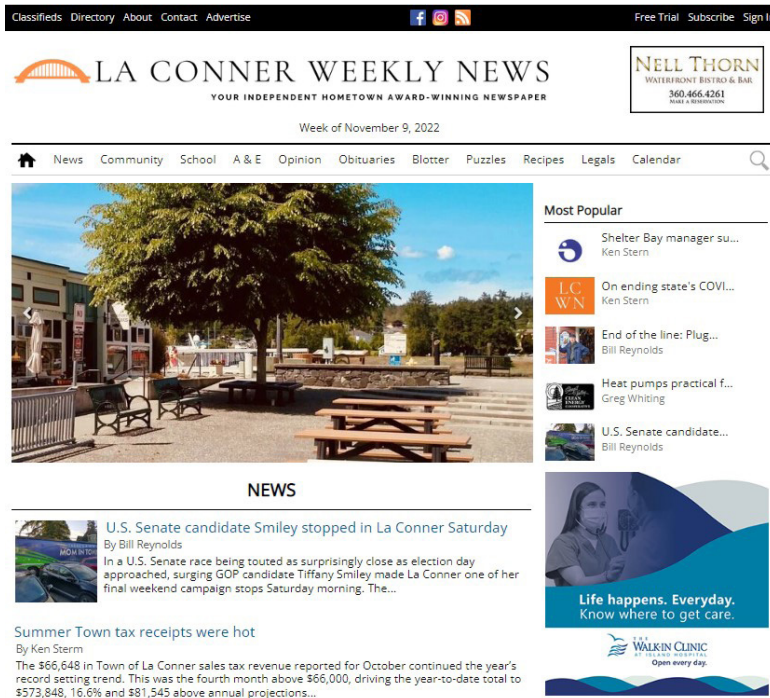 Classifieds Directory About Contact Advertise
Free Trial Subscribe Sign I
LA CONNER WEEKLY NEWS
YOUR INDEPENDENT HOMETOWN AWARD-WINNING NEWSPAPER
NELL THORN
WATERFRONT BISTRO & BAR
360.466.4261
MAKE A RESERVATION
Week of November 9, 2022
News Community School A & E Opinion Obituaries Blotter Puzzles Recipes Legals Calendar
Most Popular
Shelter Bay manager su...
Ken Stern
LC
WN
On ending state's COVI...
Ken Stern
End of the line: Plug...
Bill Reynolds
Heat pumps practical f...
Greg Whiting
U.S. Senate candidate...
Bill Reynolds
NEWS
MOM IN TO
U.S. Senate candidate Smiley stopped in La Conner Saturday
By Bill Reynolds
In a U.S. Senate race being touted as surprisingly close as election day
approached, surging GOP candidate Tiffany Smiley made La Conner one of her
final weekend campaign stops Saturday morning. The...
Summer Town tax receipts were hot
By Ken Sterm
The $66,648 in Town of La Conner sales tax revenue reported for October continued the year's
record setting trend. This was the fourth month above $66,000, driving the year-to-date total to
$573,848, 16.6% and $81,545 above annual projections...
Life happens. Everyday.
Know where to get care.
THE
WALK-IN CLINIC
AT ISLAND HOSPITAL
Open every day.